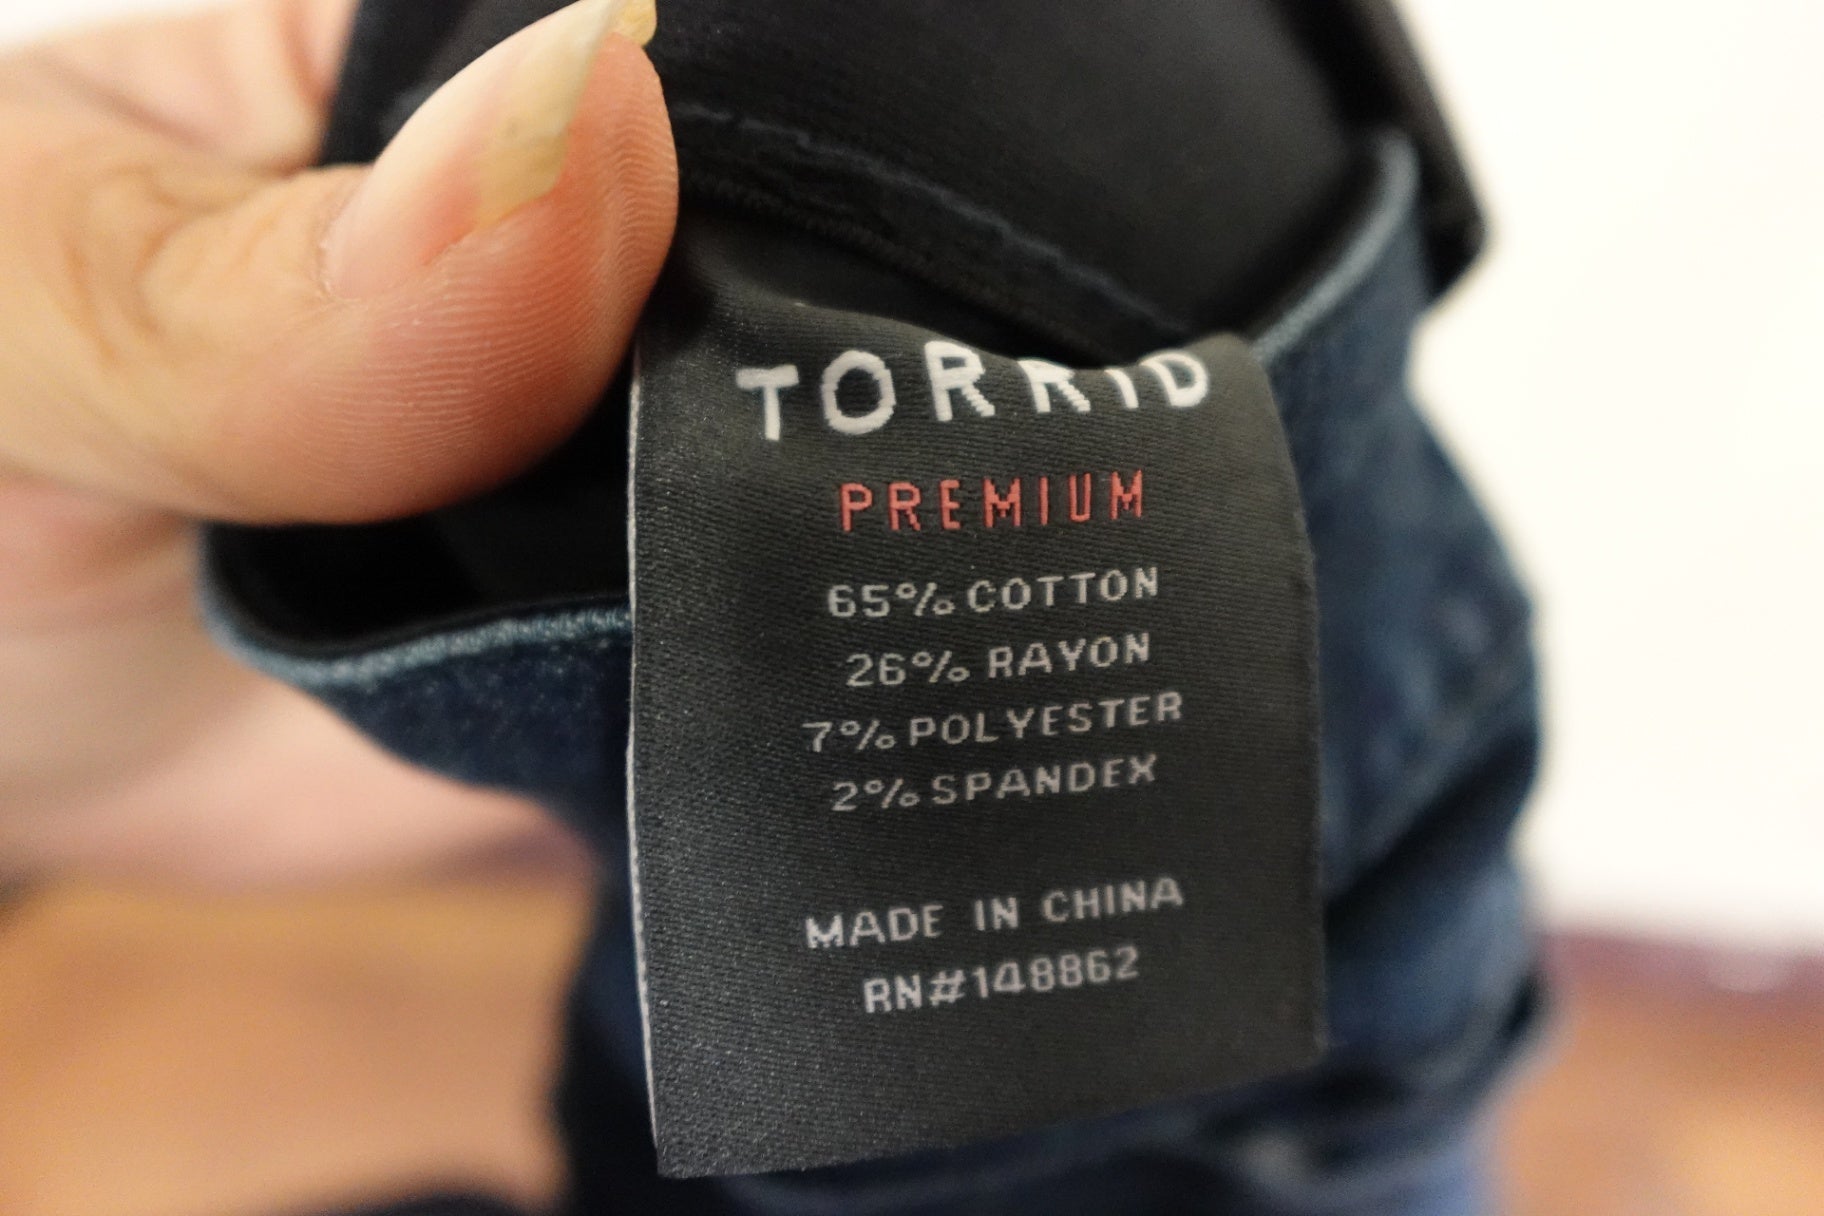 TORRID
PREMIUM
65% COTTON
26% RAYON
7% POLYESTER
2% SPANDEX
MADE IN CHINA
RN#148862